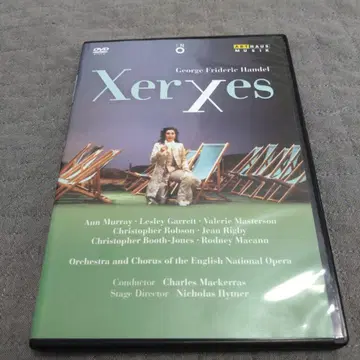 DVD
ARTHAUS
MUSIK
George Frideric Handel
Xerxes
Ann Murray · Lesley Garrett · Valerie Masterson
Christopher Robson · Jean Rigby
Christopher Booth-Jones · Rodney Macann
Orchestra and Chorus of the English National Opera
Conductor Charles Mackerras
Stage Director Nicholas Hytner